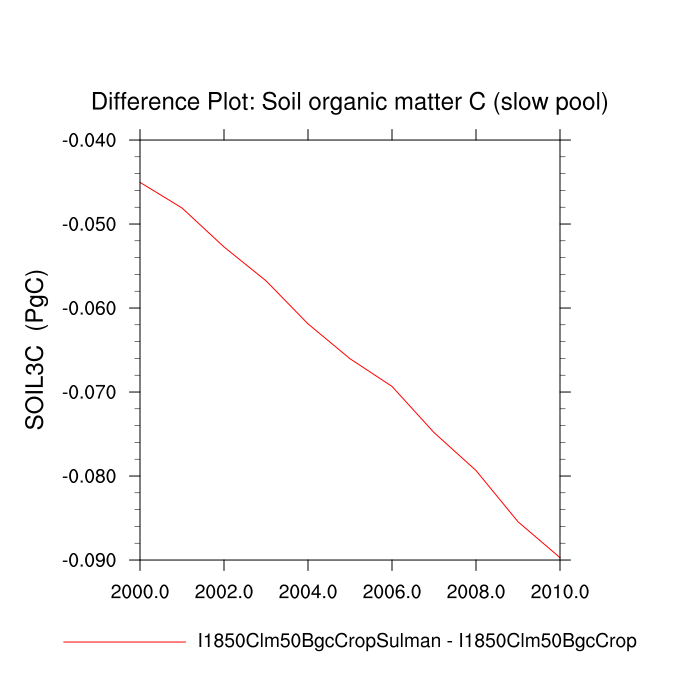 Difference Plot: Soil organic matter C (slow pool)
-0.040
-0.050
-0.060
-0.070
-0.080
-0.090
SOIL3C (PgC)
2000.0 2002.0 2004.0 2006.0 2008.0 2010.0
I1850Clm50BgcCropSulman - I1850Clm50BgcCrop